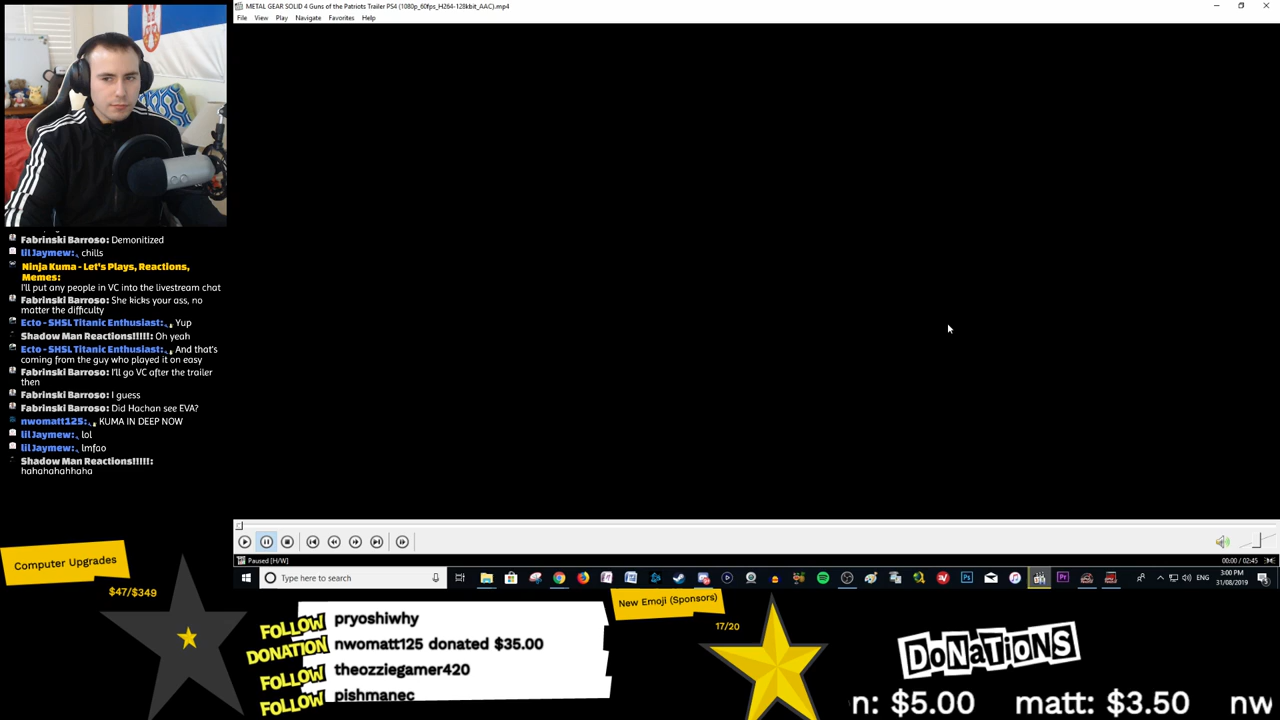 METAL GEAR SOLID 4 Guns of the Patriots Trailer PS4 (1080p_60fps_H264-128kbit_AAC).mp4
File View Play Navigate Favorites Help
Fabrinski Barroso: Demonitized
lil Jaymew: chills
Ninja Kuma - Let's Plays, Reactions,
Memes:
I'll put any people in VC into the livestream chat
Fabrinski Barroso: She kicks your ass, no
matter the difficulty
Ecto - SHSL Titanic Enthusiast: Yup
Shadow Man Reactions!!!!!: Oh yeah
Ecto - SHSL Titanic Enthusiast: And that's
coming from the guy who played it on easy
Fabrinski Barroso: I'll go VC after the trailer
then
Fabrinski Barroso: I guess
Fabrinski Barroso: Did Hachan see EVA?
nwomatt125: KUMA IN DEEP NOW
lil Jaymew: lol
lil Jaymew: lmfao
Shadow Man Reactions!!!!!:
hahahahahhaha
Paused [H/W]
00:00 / 02:45
Type here to search
ENG
3:00 PM
31/08/2019
Computer Upgrades
$47/$349
FOLLOW pryoshiwhy
DONATION nwomatt125 donated $35.00
FOLLOW theozziegamer420
FOLLOW pishmanec
New Emoji (Sponsors)
17/20
DONATIONS
n: $5.00 matt: $3.50 nw